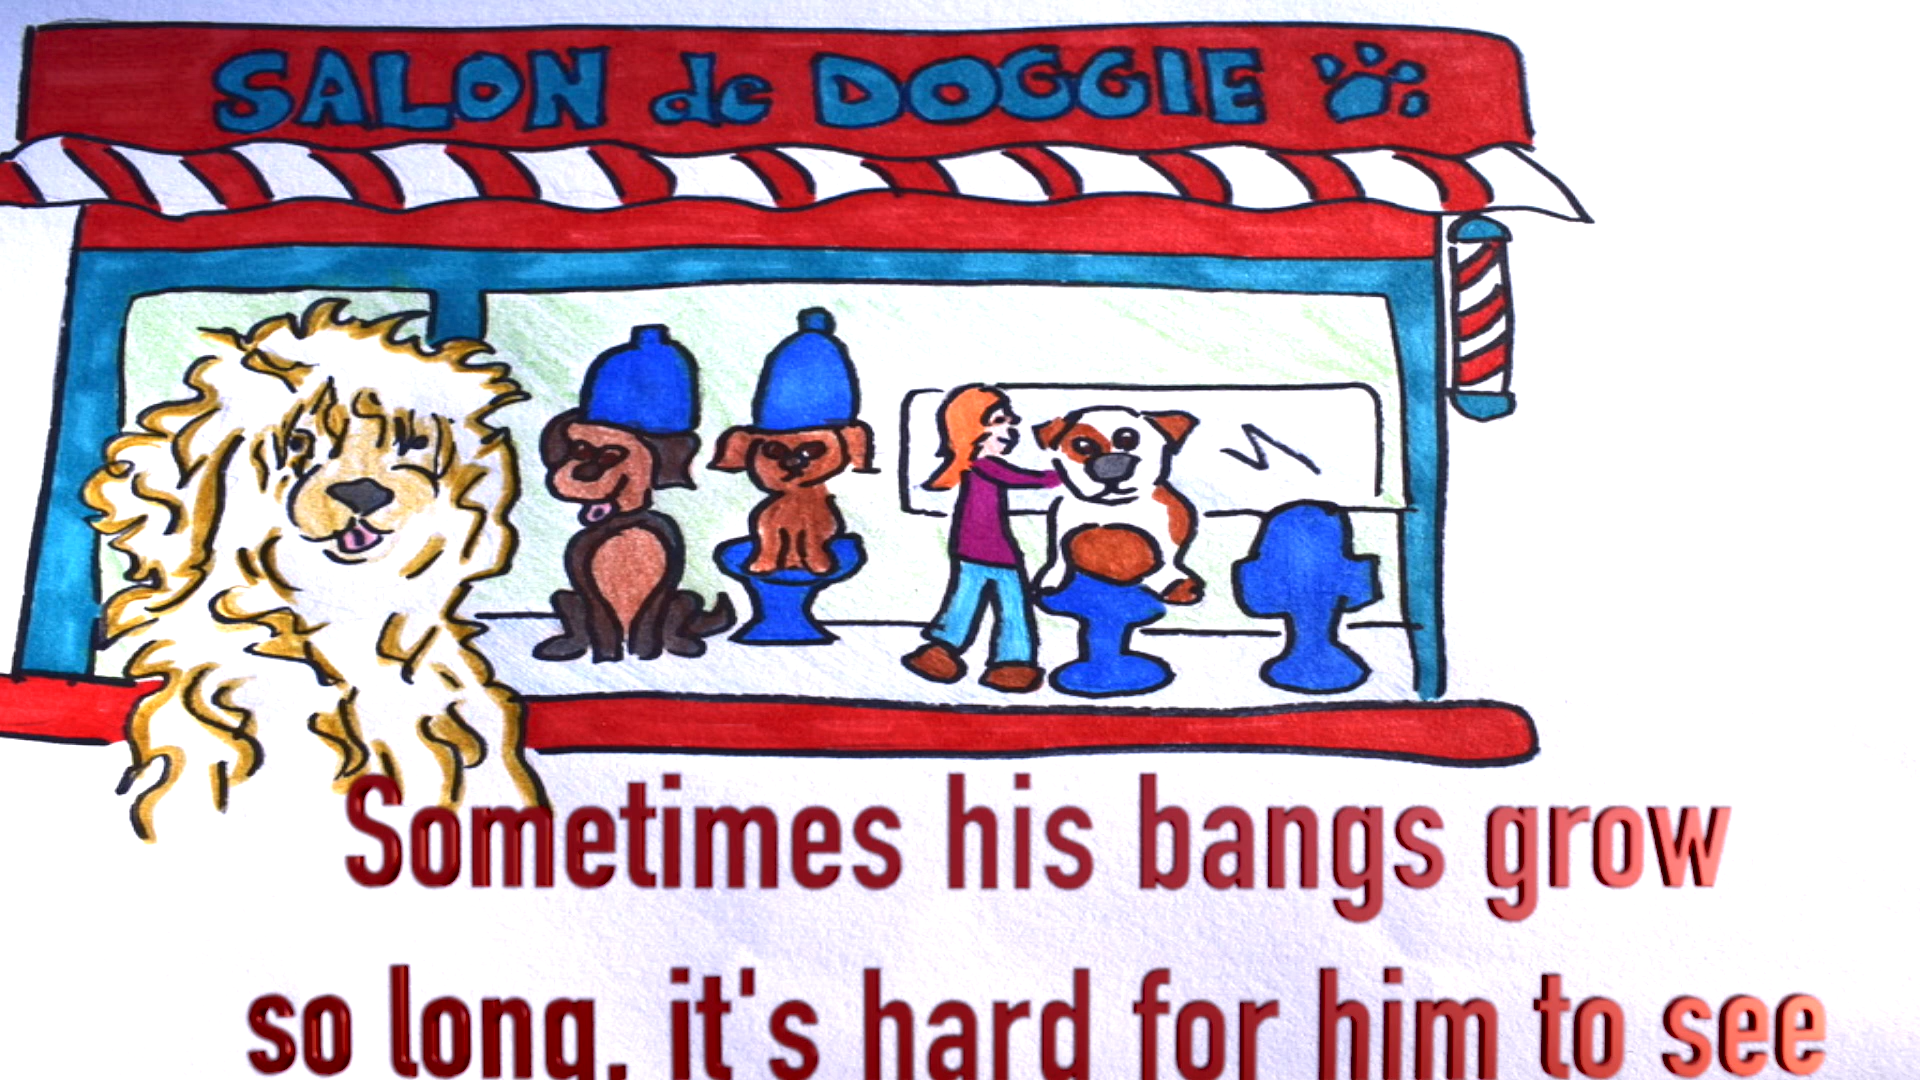 SALON de DOGGIE
Sometimes his bangs grow
so long, it's hard for him to see